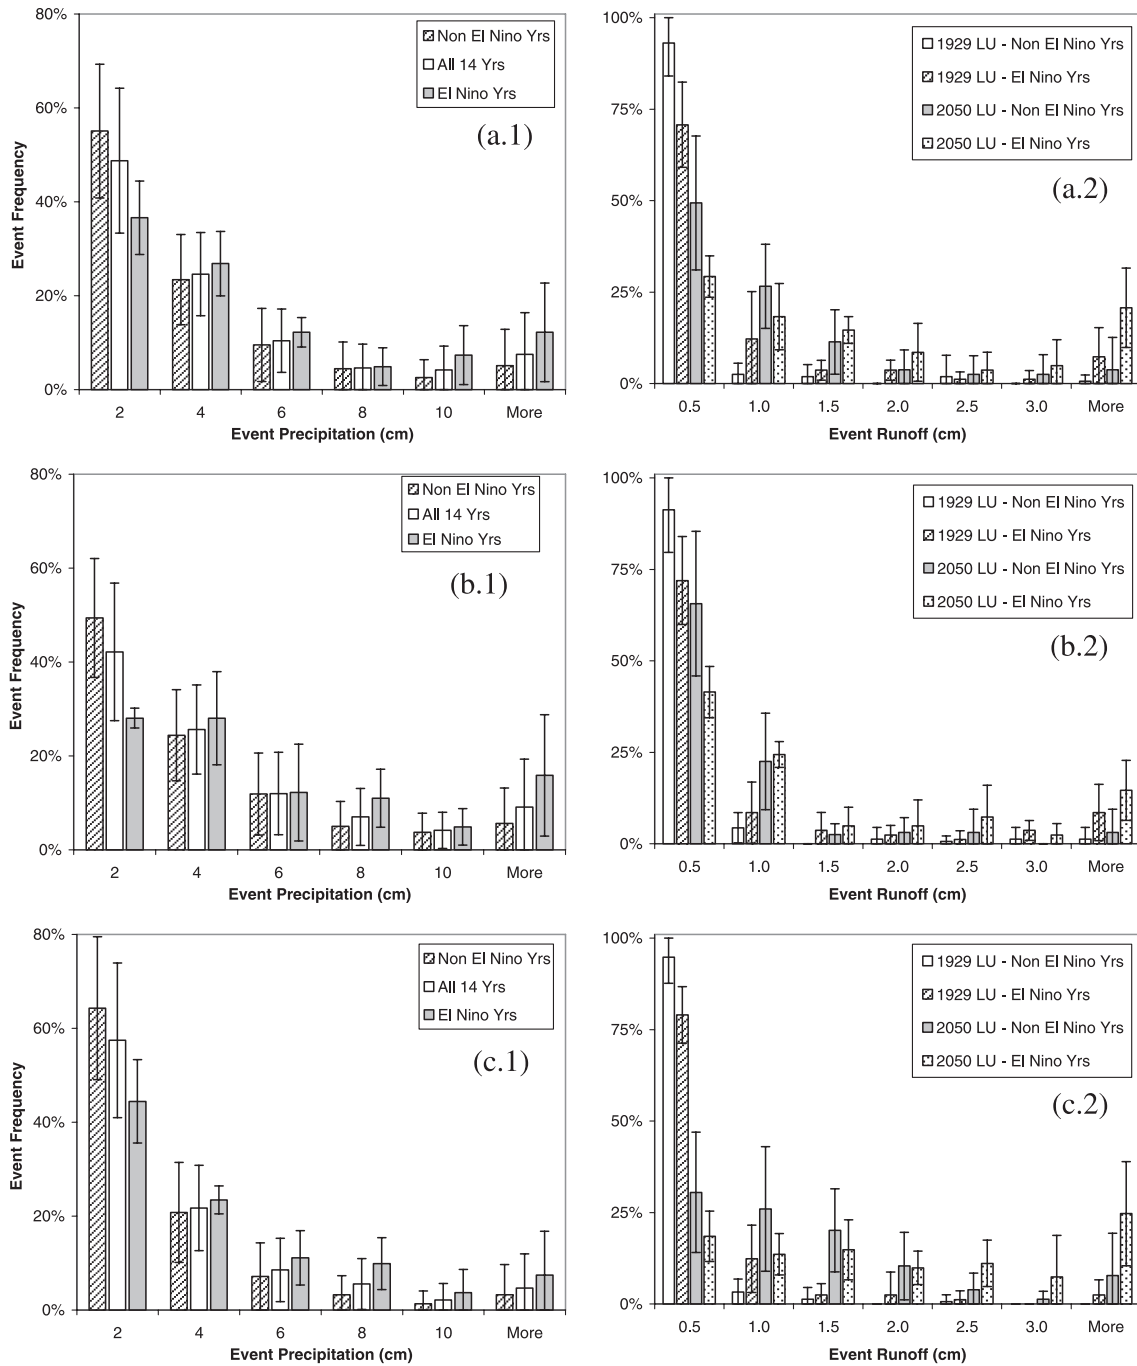 80%
60%
40%
20%
0%
Event Frequency
Non El Nino Yrs
All 14 Yrs
El Nino Yrs
(a.1)
2 4 6 8 10 More
Event Precipitation (cm)
100%
75%
50%
25%
0%
1929 LU - Non El Nino Yrs
1929 LU - El Nino Yrs
2050 LU - Non El Nino Yrs
2050 LU - El Nino Yrs
(a.2)
0.5 1.0 1.5 2.0 2.5 3.0 More
Event Runoff (cm)
80%
60%
40%
20%
0%
Event Frequency
Non El Nino Yrs
All 14 Yrs
El Nino Yrs
(b.1)
2 4 6 8 10 More
Event Precipitation (cm)
100%
75%
50%
25%
0%
1929 LU - Non El Nino Yrs
1929 LU - El Nino Yrs
2050 LU - Non El Nino Yrs
2050 LU - El Nino Yrs
(b.2)
0.5 1.0 1.5 2.0 2.5 3.0 More
Event Runoff (cm)
80%
60%
40%
20%
0%
Event Frequency
Non El Nino Yrs
All 14 Yrs
El Nino Yrs
(c.1)
2 4 6 8 10 More
Event Precipitation (cm)
100%
75%
50%
25%
0%
1929 LU - Non El Nino Yrs
1929 LU - El Nino Yrs
2050 LU - Non El Nino Yrs
2050 LU - El Nino Yrs
(c.2)
0.5 1.0 1.5 2.0 2.5 3.0 More
Event Runoff (cm)